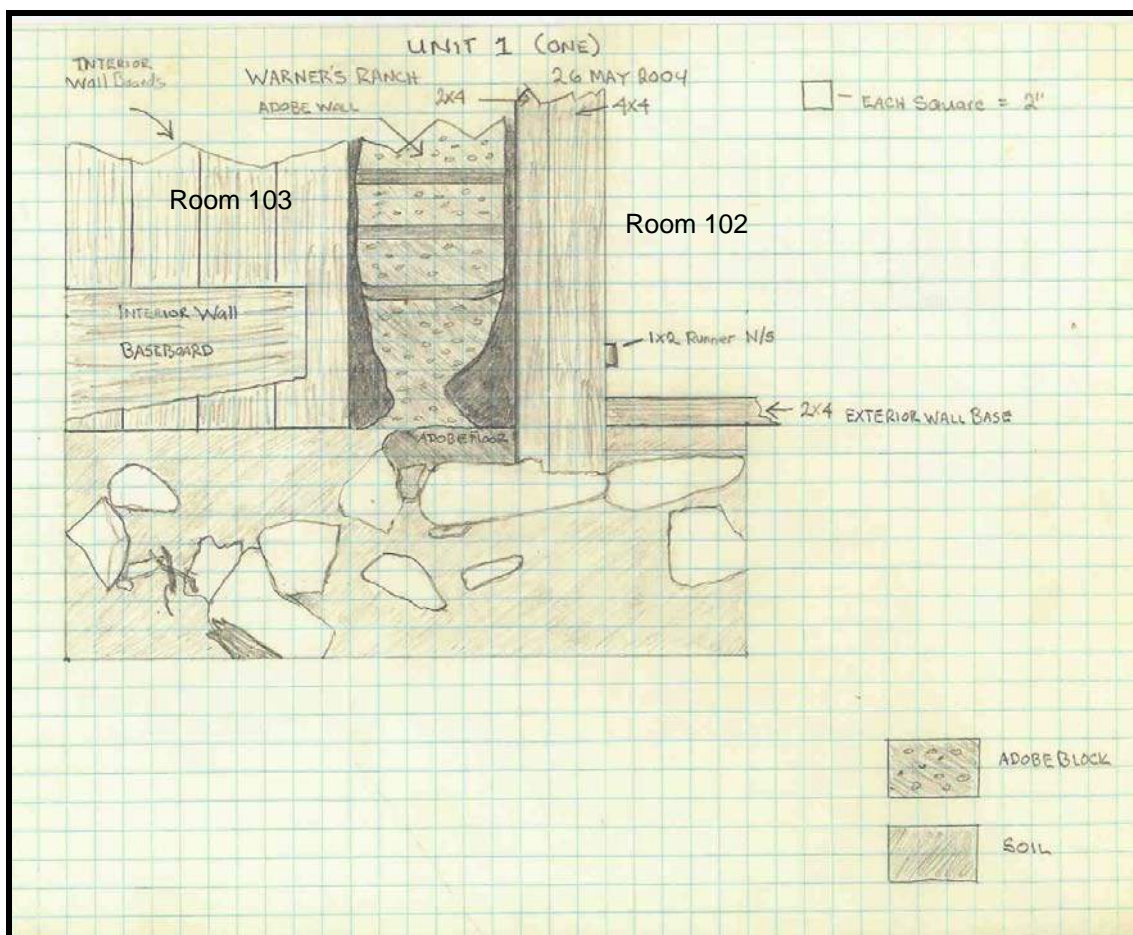 UNIT 1 (ONE)
INTERIOR
Wall Boards
WARNER'S RANCH
26 MAY 2004
2x4
4x4
EACH Square = 2"
ADOBE WALL
Room 103
Room 102
INTERIOR Wall
BASEBOARD
1x2 Runner N/S
2x4 EXTERIOR WALL BASE
ADOBE FLOOR
ADOBE BLOCK
SOIL